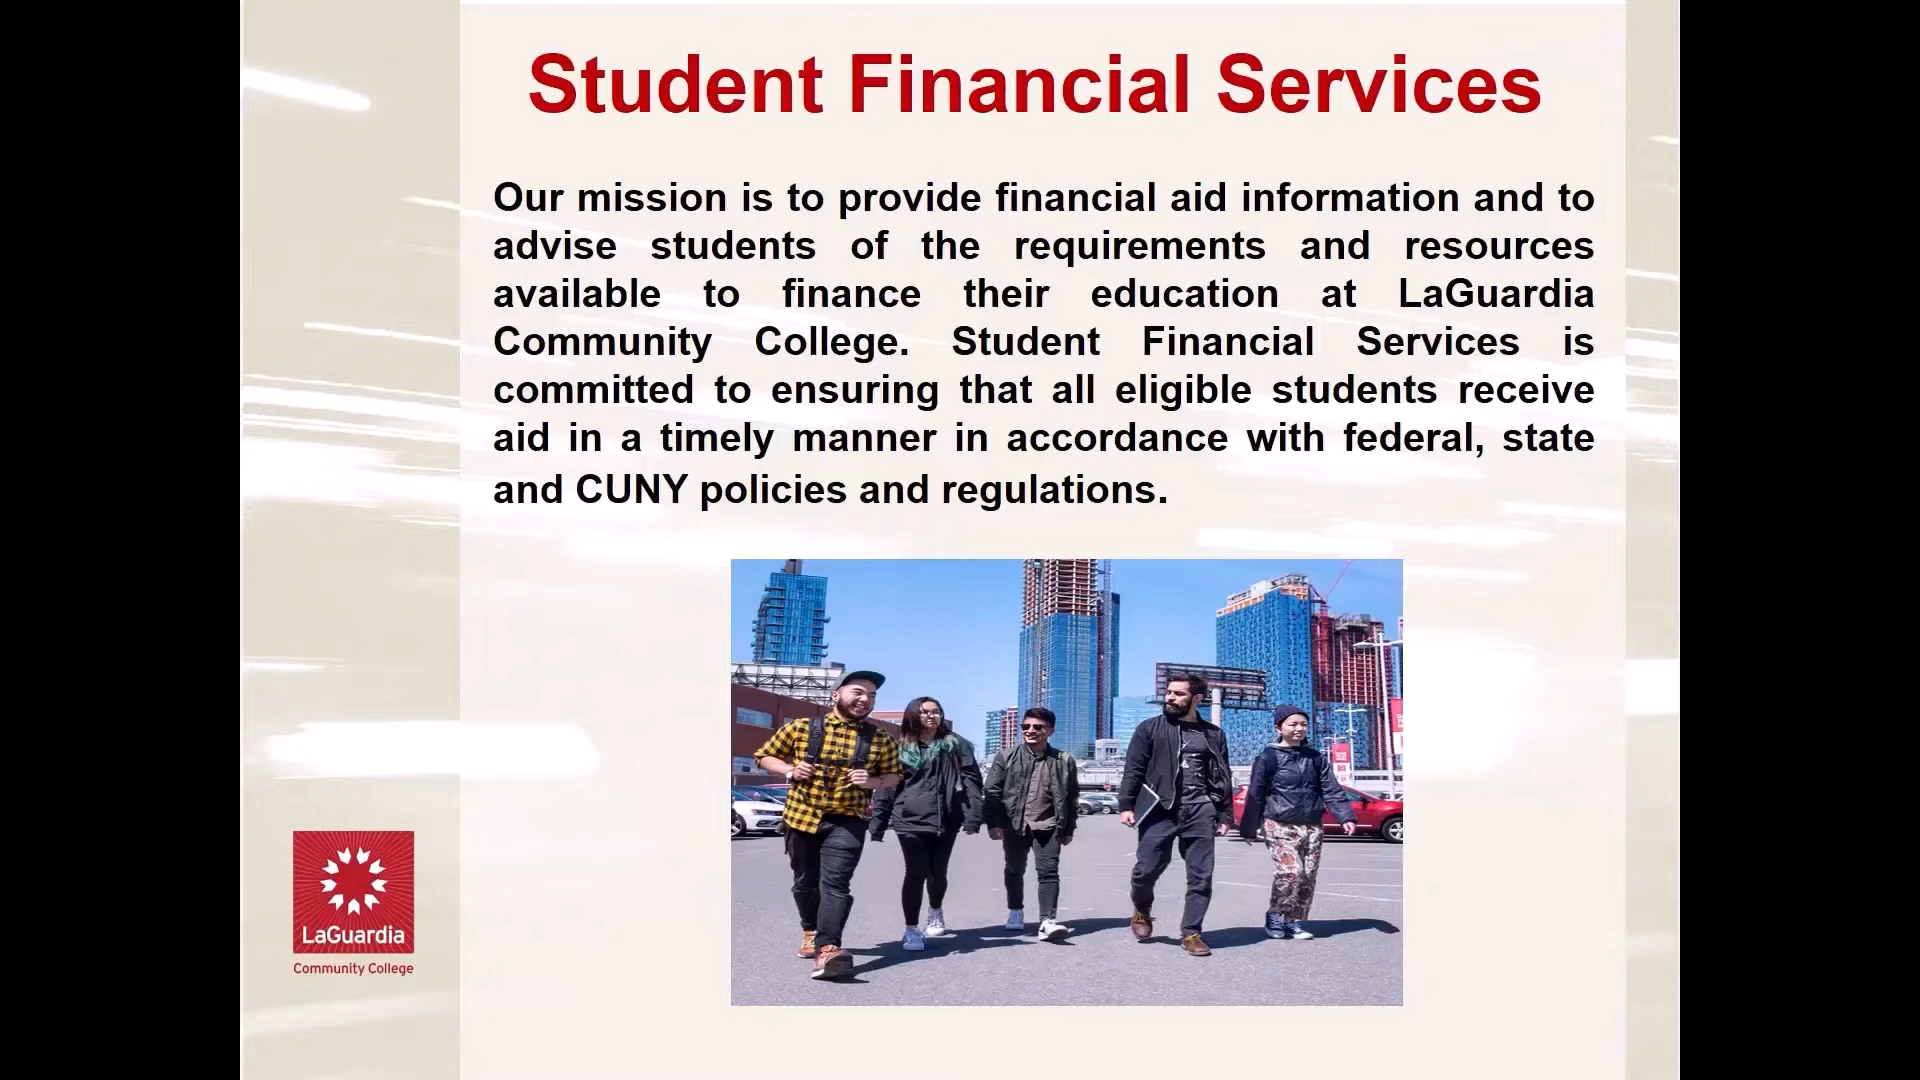 Student Financial Services
Our mission is to provide financial aid information and to
advise students of the requirements and resources
available to finance their education at LaGuardia
Community College. Student Financial Services is
committed to ensuring that all eligible students receive
aid in a timely manner in accordance with federal, state
and CUNY policies and regulations.
LaGuardia
Community College